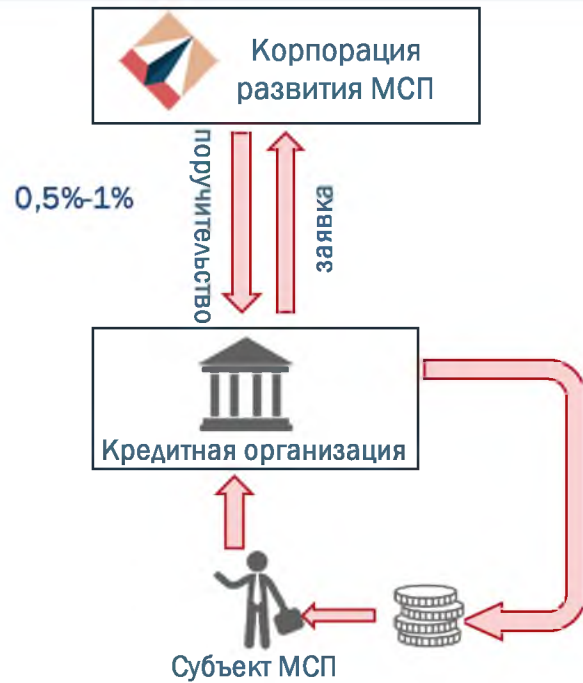 Корпорация
развития МСП
0,5%-1%
поручительство
заявка
Кредитная организация
Субъект МСП